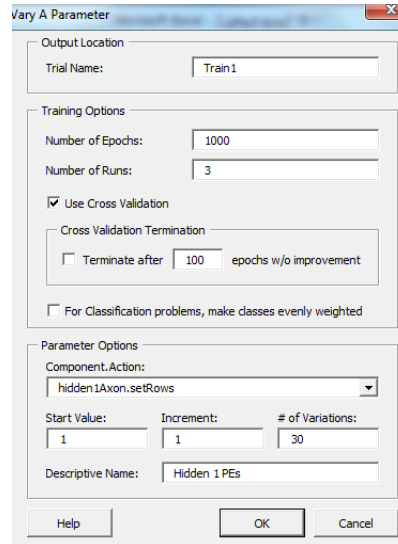 Vary A Parameter
Output Location
Trial Name: Train1
Training Options
Number of Epochs: 1000
Number of Runs: 3
Use Cross Validation
Cross Validation Termination
Terminate after 100 epochs w/o improvement
For Classification problems, make classes evenly weighted
Parameter Options
Component.Action:
hidden1Axon.setRows
Start Value: Increment: # of Variations:
1 1 30
Descriptive Name: Hidden 1 PEs
Help OK Cancel